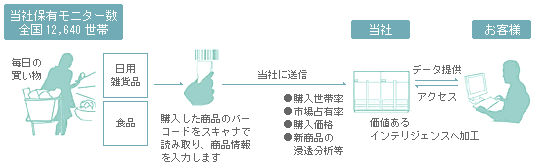 当社保有モニター数
全国12,640世帯
毎日の
買い物
日用
雑貨品
食品
購入した商品のバー
コードをスキャナで
読み取り、商品情報
を入力します
当社に送信
●購入世帯率
●市場占有率
●購入価格
●新商品の
浸透分析等
当社
価値ある
インテリジェンスへ加工
データ提供
アクセス
お客様